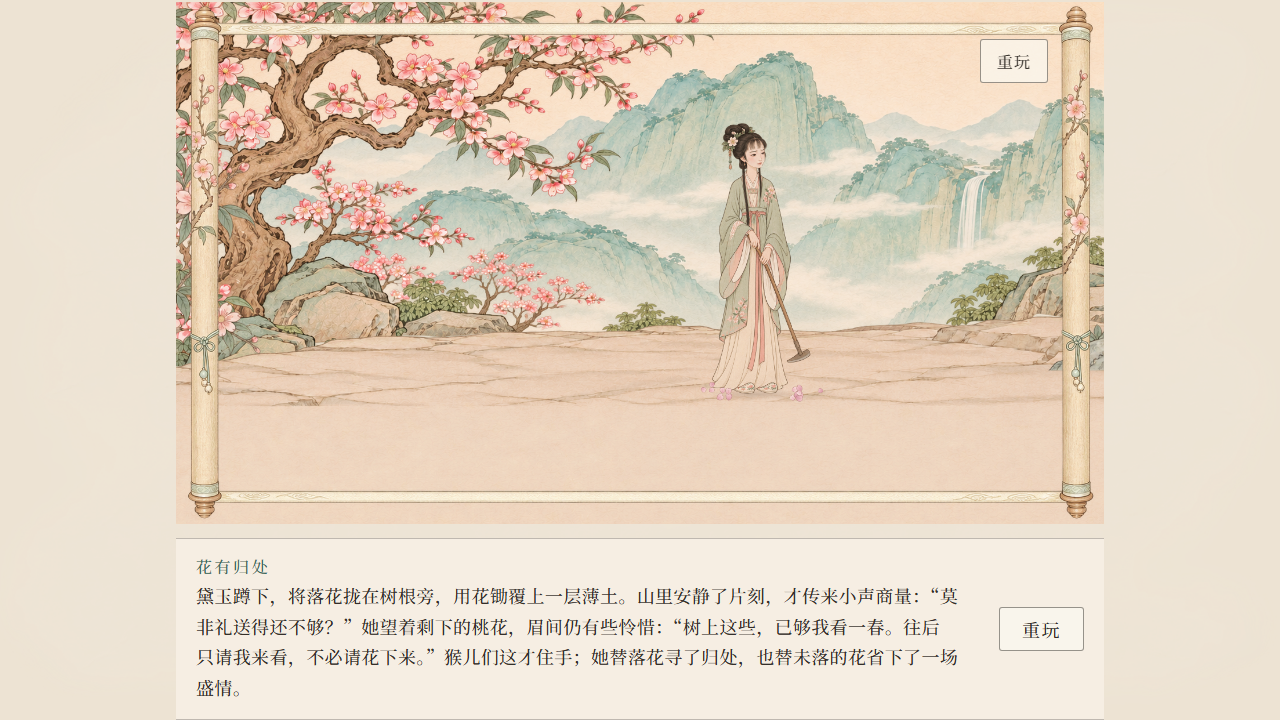 重玩
花有归处
黛玉蹲下，将落花拢在树根旁，用花锄覆上一层薄土。山里安静了片刻，才传来小声商量：“莫
非礼送得还不够？”她望着剩下的桃花，眉间仍有些怜惜：“树上这些，已够我看一春。往后
只请我来看，不必请花下来。”猴儿们这才住手；她替落花寻了归处，也替未落的花省下了一场
盛情。
重玩